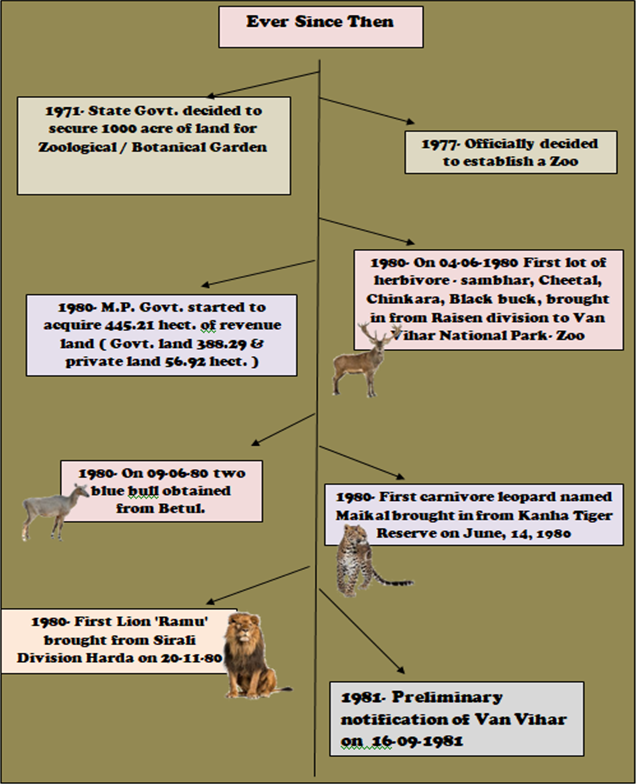 Ever Since Then
1971- State Govt. decided to
secure 1000 acre of land for
Zoological / Botanical Garden
1977- Officially decided
to establish a Zoo
1980- On 04-06-1980 First lot of
herbivore - sambhar, Cheetal,
Chinkara, Black buck, brought
in from Raisen division to Van
Vihar National Park- Zoo
1980- M.P. Govt. started to
acquire 445.21 hect. of revenue
land ( Govt. land 388.29 &
private land 56.92 hect. )
1980- On 09-06-80 two
blue bull obtained
from Betul.
1980- First carnivore leopard named
Maikal brought in from Kanha Tiger
Reserve on June, 14, 1980
1980- First Lion 'Ramu'
brought from Sirali
Division Harda on 20-11-80
1981- Preliminary
notification of Van Vihar
on 16-09-1981